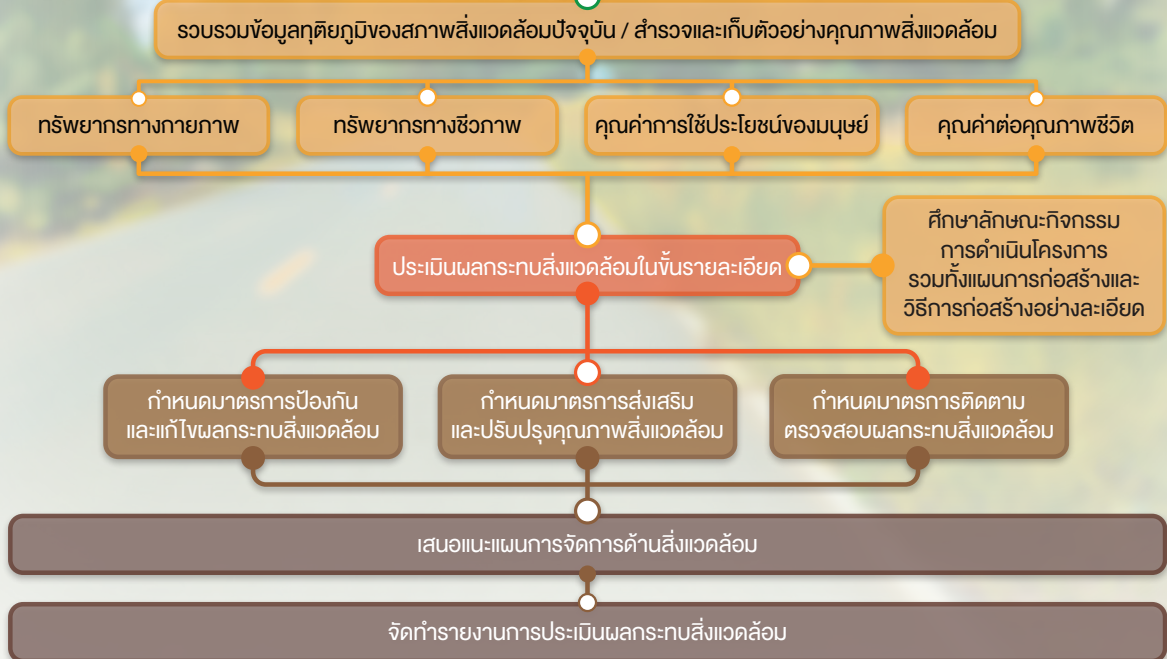 รวบรวมข้อมูลทุติยภูมิของสภาพสิ่งแวดล้อมปัจจุบัน / สำรวจและเก็บตัวอย่างคุณภาพสิ่งแวดล้อม
ทรัพยากรทางกายภาพ
ทรัพยากรทางชีวภาพ
คุณค่าการใช้ประโยชน์ของมนุษย์
คุณค่าต่อคุณภาพชีวิต
ประเมินผลกระทบสิ่งแวดล้อมในขั้นรายละเอียด
ศึกษาลักษณะกิจกรรม
การดำเนินโครงการ
รวมทั้งแผนการก่อสร้างและ
วิธีการก่อสร้างอย่างละเอียด
กำหนดมาตรการป้องกัน
และแก้ไขผลกระทบสิ่งแวดล้อม
กำหนดมาตรการส่งเสริม
และปรับปรุงคุณภาพสิ่งแวดล้อม
กำหนดมาตรการติดตาม
ตรวจสอบผลกระทบสิ่งแวดล้อม
เสนอแนะแผนการจัดการด้านสิ่งแวดล้อม
จัดทำรายงานการประเมินผลกระทบสิ่งแวดล้อม